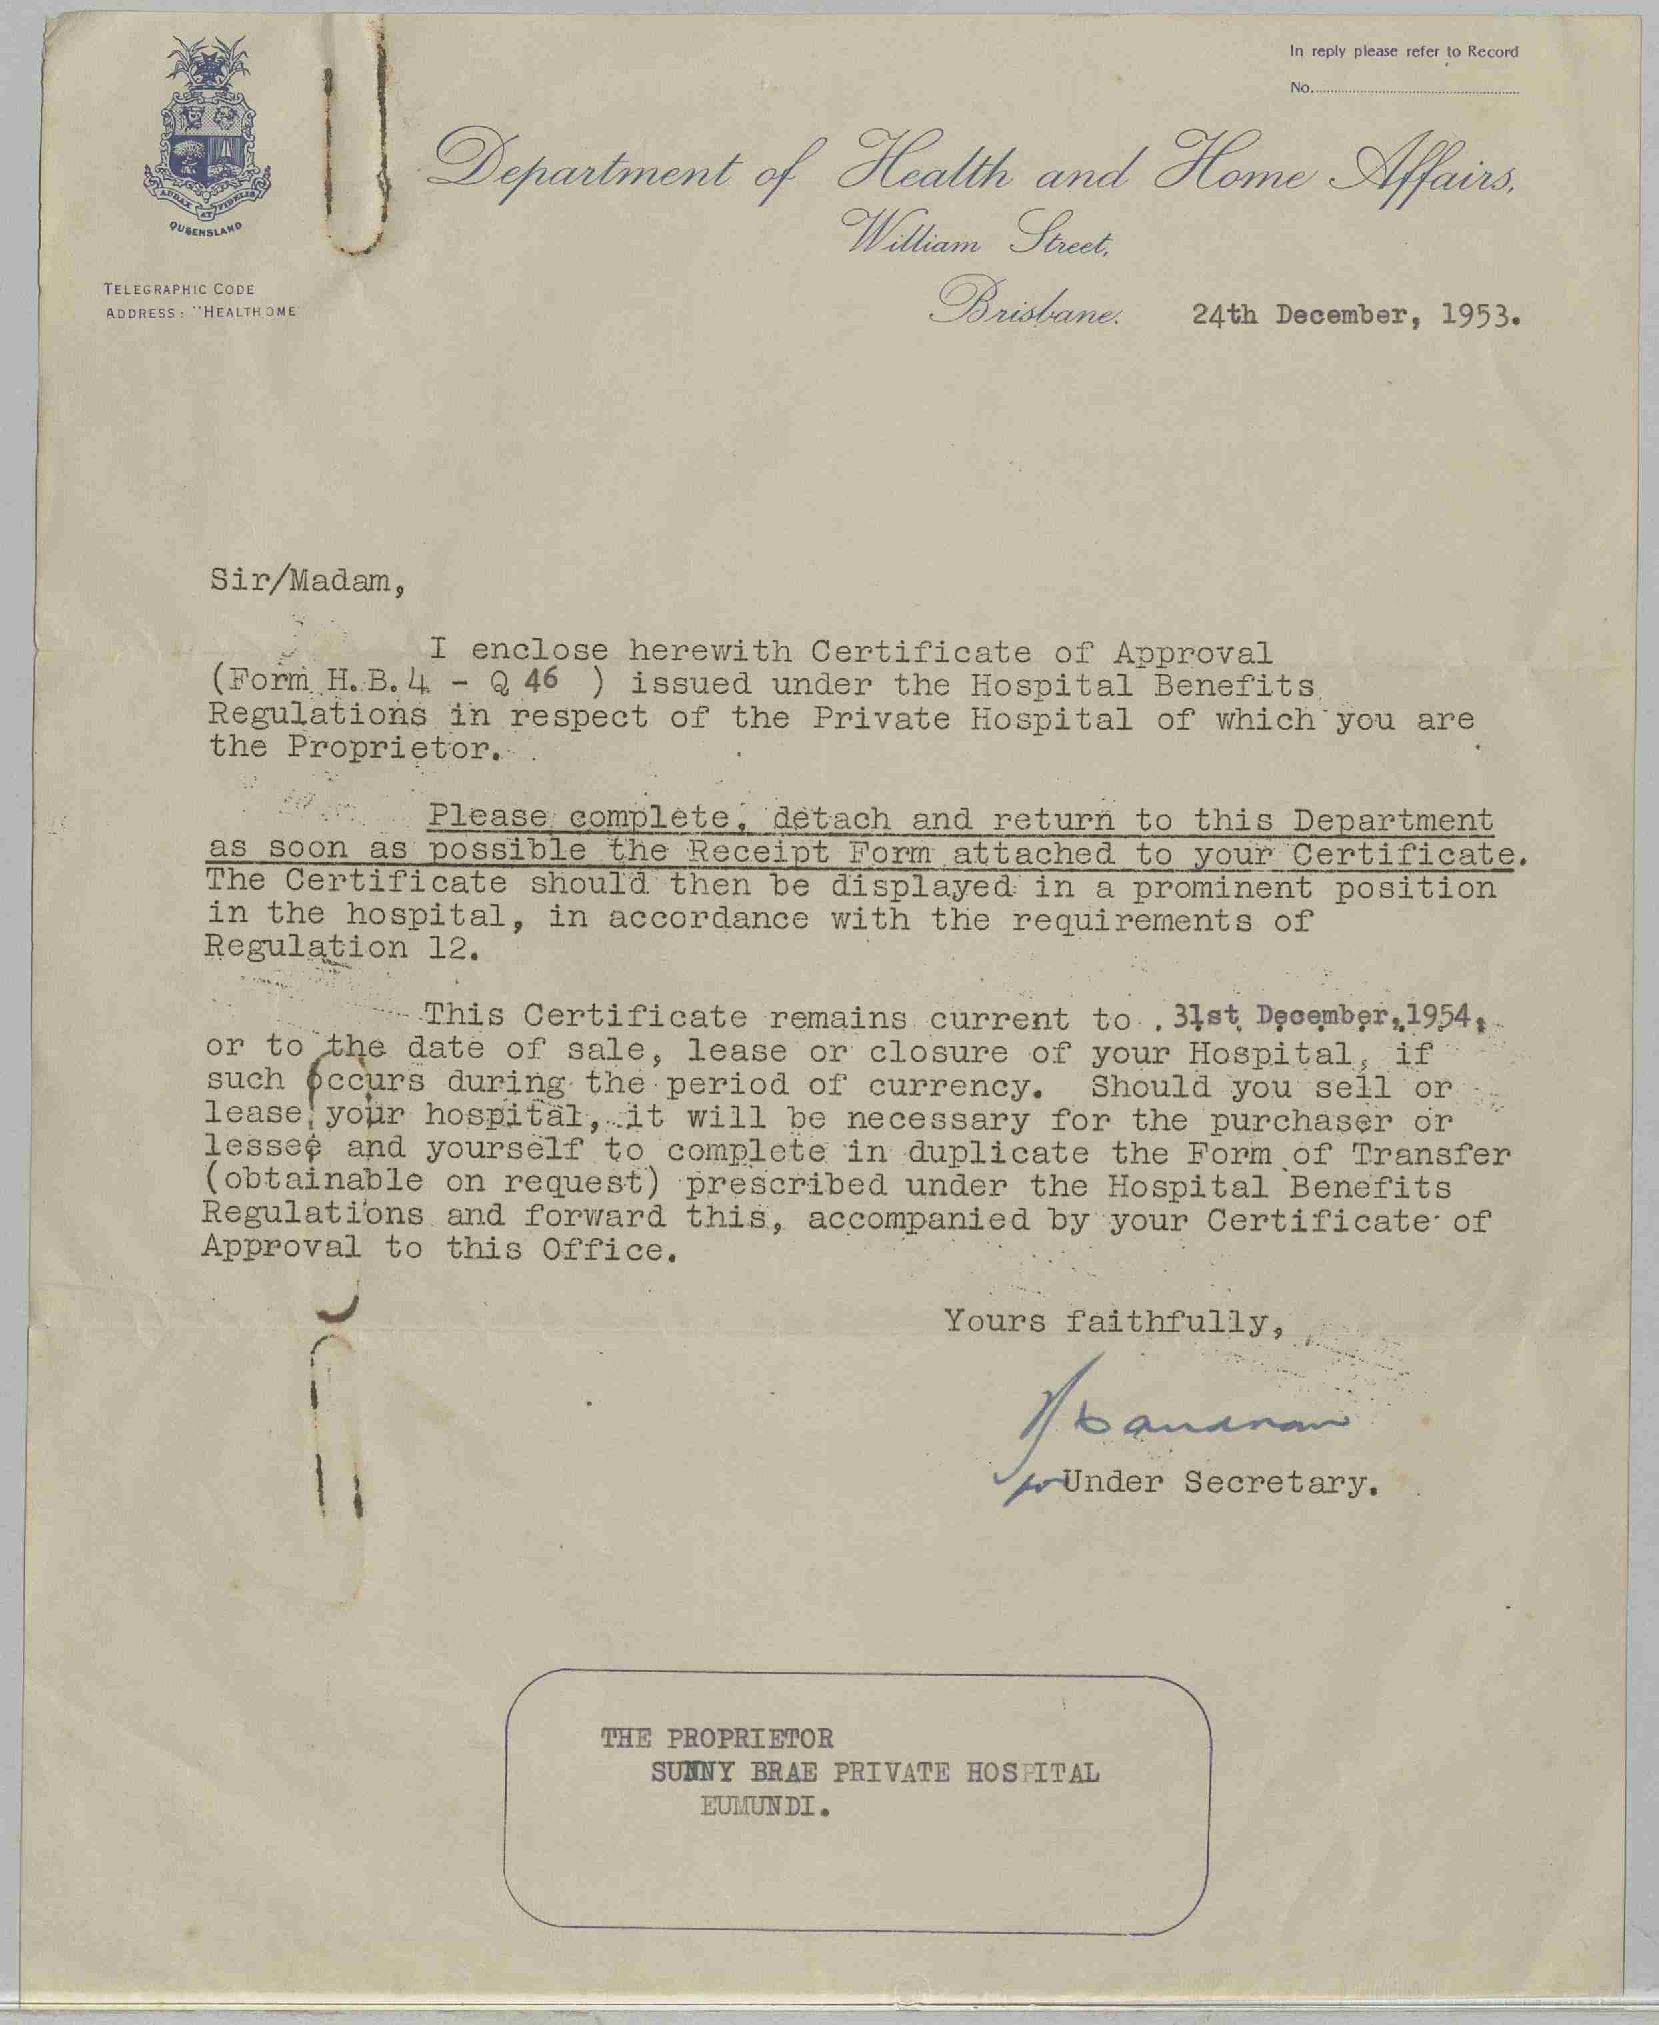 In reply please refer to Record
No.
AUDAX AT FIDELIS
QUEENSLAND
Department of Health and Home Affairs,
William Street,
TELEGRAPHIC CODE
ADDRESS: "HEALTHOME
Brisbane. 24th December, 1953.
Sir/Madam,
I enclose herewith Certificate of Approval
(Form H.B.4 - Q 46 ) issued under the Hospital Benefits
Regulations in respect of the Private Hospital of which you are
the Proprietor.
Please complete, detach and return to this Department
as soon as possible the Receipt Form attached to your Certificate.
The Certificate should then be displayed in a prominent position
in the hospital, in accordance with the requirements of
Regulation 12.
This Certificate remains current to 31st December, 1954,
or to the date of sale, lease or closure of your Hospital, if
such occurs during the period of currency. Should you sell or
lease your hospital, it will be necessary for the purchaser or
lessee and yourself to complete in duplicate the Form of Transfer
(obtainable on request) prescribed under the Hospital Benefits
Regulations and forward this, accompanied by your Certificate of
Approval to this Office.
Yours faithfully,
for Under Secretary.
THE PROPRIETOR
SUNNY BRAE PRIVATE HOSPITAL
EUMUNDI.